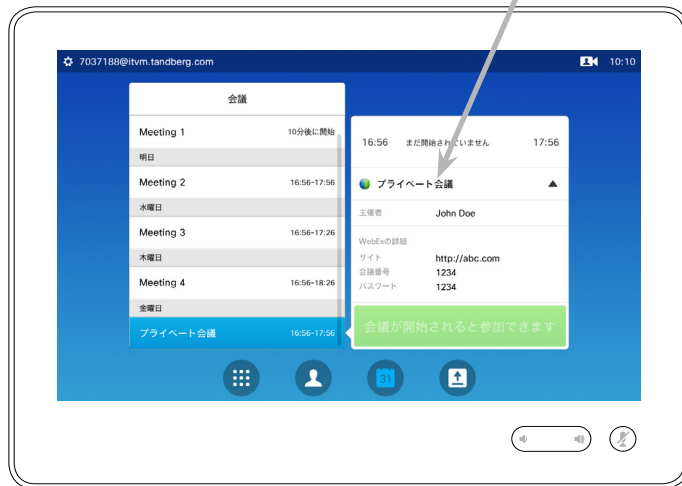 7037188@itvm.tandberg.com 10:10
会議
Meeting 1 10分後に開始
明日
Meeting 2 16:56-17:56
水曜日
Meeting 3 16:56-17:26
木曜日
Meeting 4 16:56-18:26
金曜日
プライベート会議 16:56-17:56
16:56 まだ開始されていません 17:56
プライベート会議
主催者 John Doe
WebExの詳細
サイト http://abc.com
会議番号 1234
パスワード 1234
会議が開始されると参加できます
31